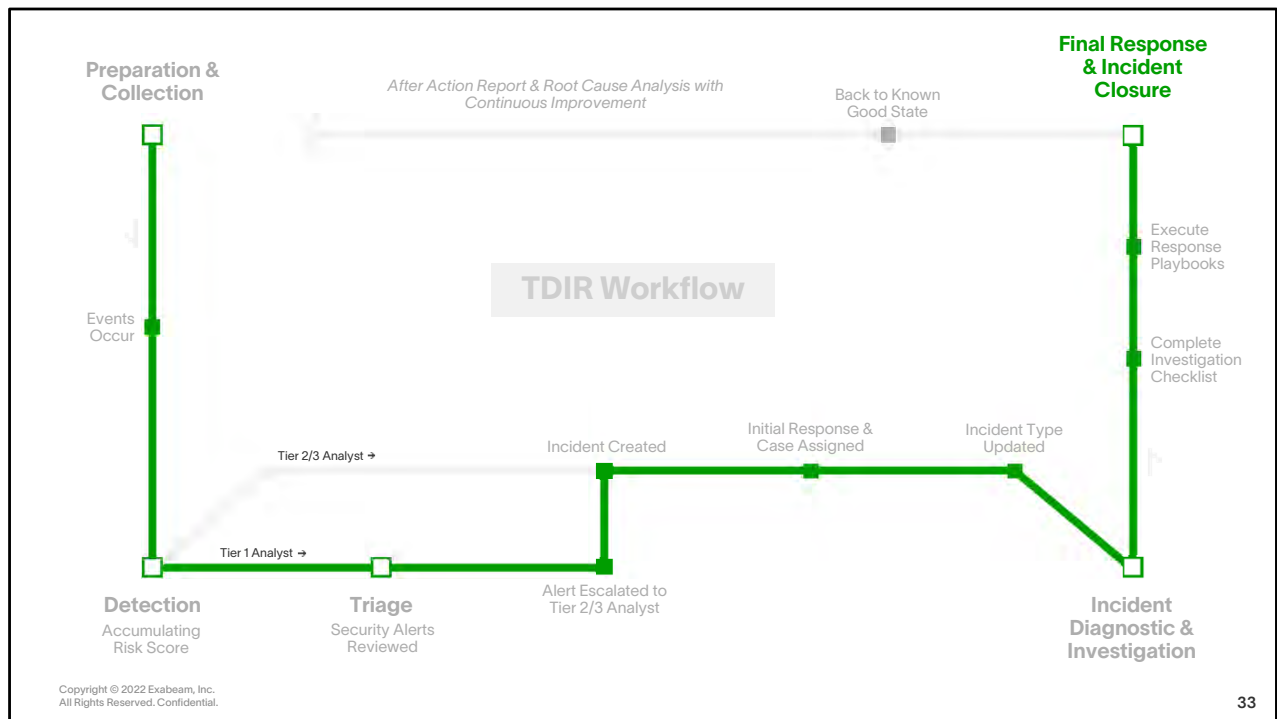 Preparation &
Collection
After Action Report & Root Cause Analysis with
Continuous Improvement
Back to Known
Good State
Final Response
& Incident
Closure
Execute
Response
Playbooks
TDIR Workflow
Events
Occur
Complete
Investigation
Checklist
Tier 2/3 Analyst →
Incident Created
Initial Response &
Case Assigned
Incident Type
Updated
Tier 1 Analyst →
Detection
Accumulating
Risk Score
Triage
Security Alerts
Reviewed
Alert Escalated to
Tier 2/3 Analyst
Incident
Diagnostic &
Investigation
Copyright © 2022 Exabeam, Inc.
All Rights Reserved. Confidential.
33